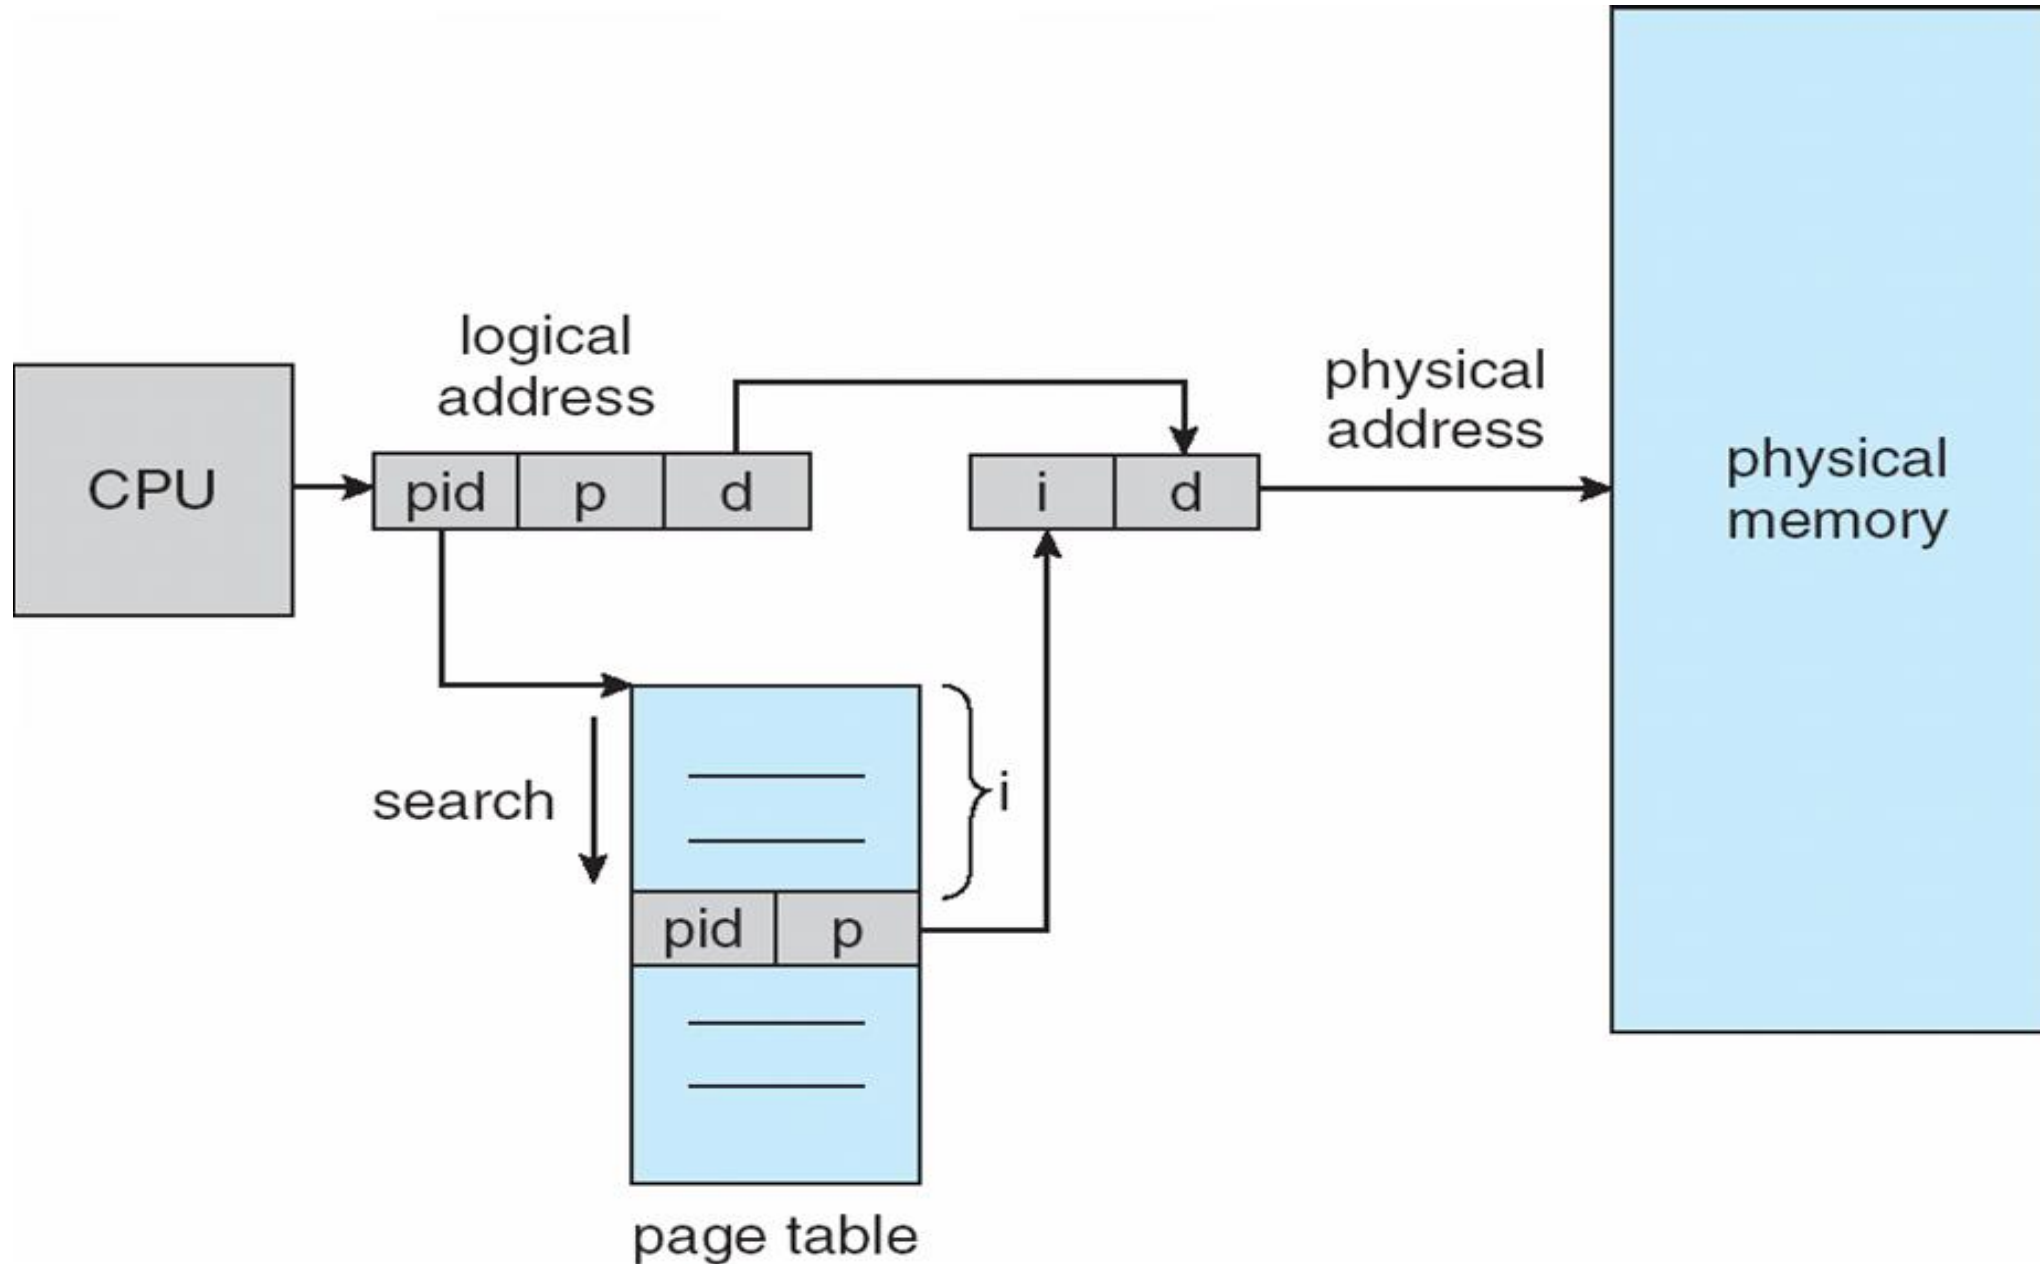 logical
address
physical
address
CPU
pid p d
i d
physical
memory
search
i
pid p
page table